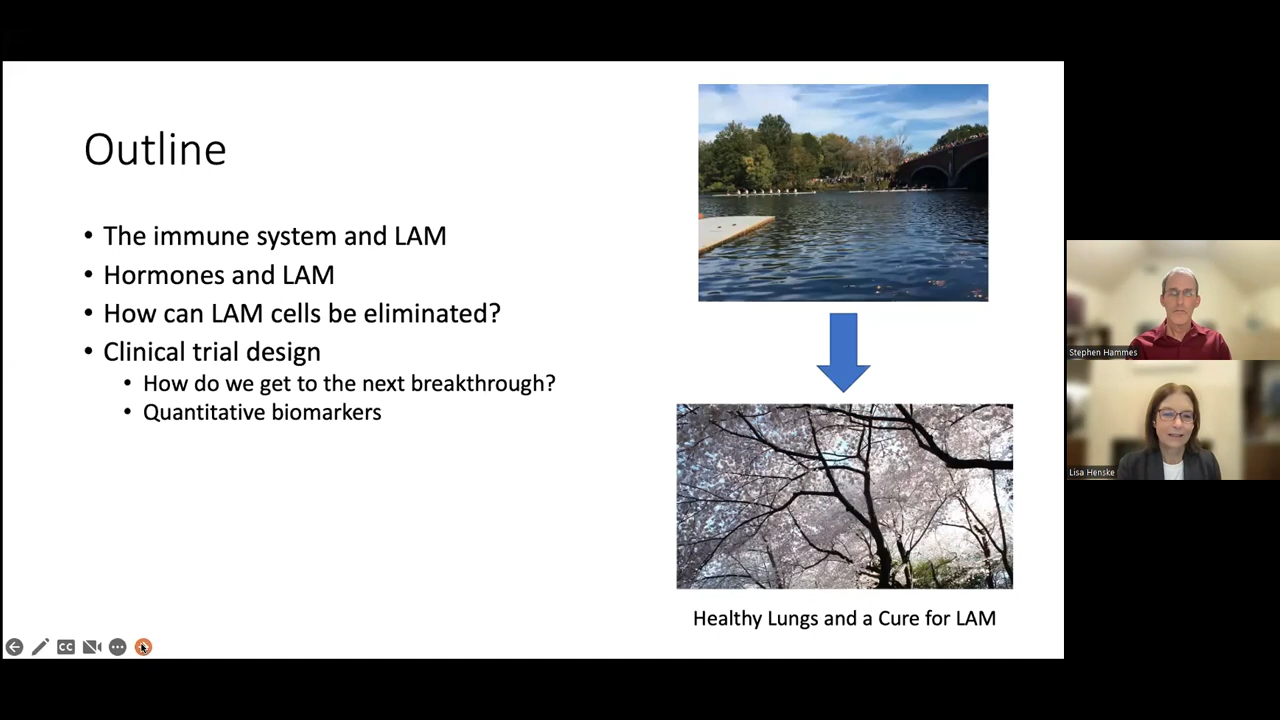 Outline
• The immune system and LAM
• Hormones and LAM
• How can LAM cells be eliminated?
• Clinical trial design
• How do we get to the next breakthrough?
• Quantitative biomarkers
Healthy Lungs and a Cure for LAM
Stephen Hammes
Lisa Henske
CC